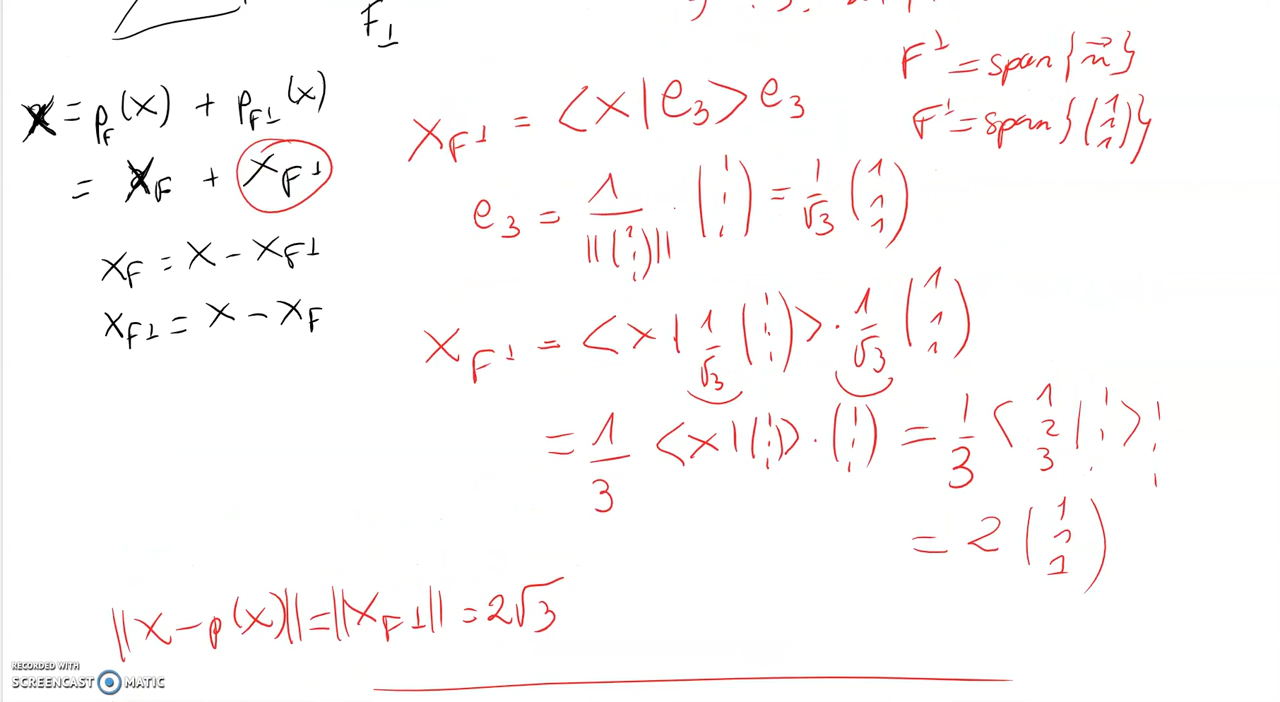 F⊥
F^⊥ = span {n⃗}
F^⊥ = span {(1 1 1)}
X = p_F(x) + p_F⊥(x)
= X_F + X_F⊥
X_F = X − X_F⊥
X_F⊥ = X − X_F
X_F⊥ = <x|e₃>e₃
e₃ = 1/||(1 1 1)|| · (1 1 1) = 1/√3 (1 1 1)
X_F⊥ = <x| 1/√3 (1 1 1)> · 1/√3 (1 1 1)
= 1/3 <x|(1 1 1)> · (1 1 1) = 1/3 <1 2 3 | 1 1 1> 1 1 1
= 2 (1 1 1)
||X − p(x)|| = ||X_F⊥|| = 2√3
RECORDED WITH
SCREENCAST MATIC